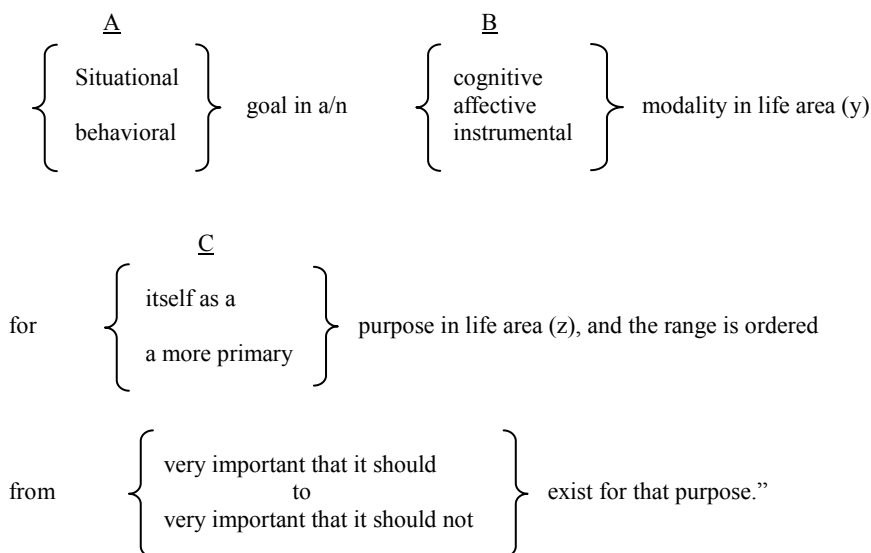 A B
Situational cognitive
goal in a/n affective modality in life area (y)
behavioral instrumental
C
itself as a
for purpose in life area (z), and the range is ordered
a more primary
very important that it should
from to exist for that purpose.”
very important that it should not